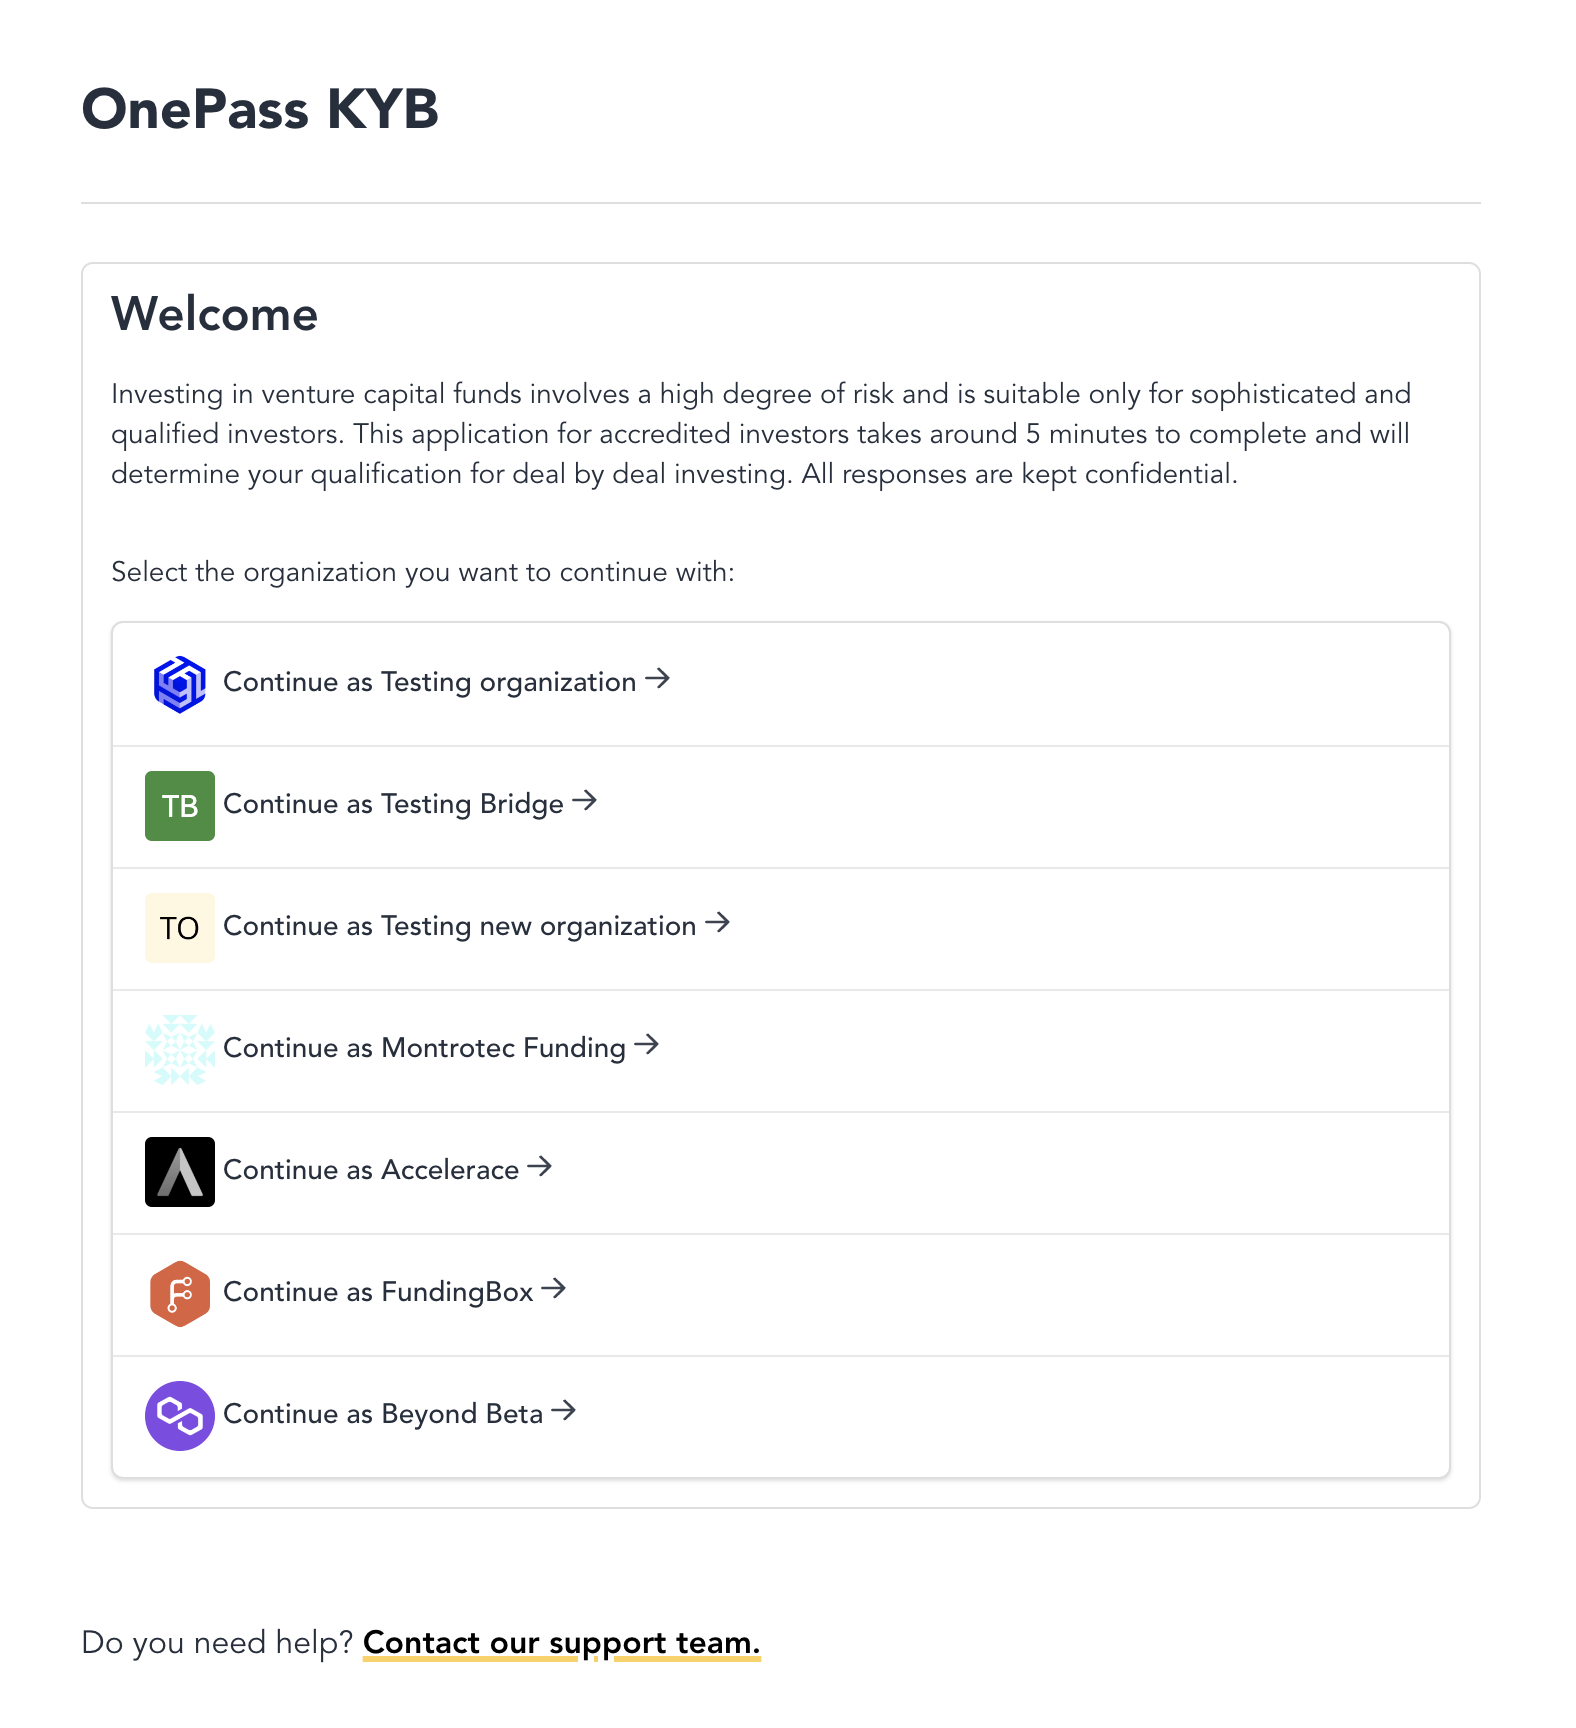 OnePass KYB
Welcome
Investing in venture capital funds involves a high degree of risk and is suitable only for sophisticated and
qualified investors. This application for accredited investors takes around 5 minutes to complete and will
determine your qualification for deal by deal investing. All responses are kept confidential.
Select the organization you want to continue with:
Continue as Testing organization →
TB Continue as Testing Bridge →
TO Continue as Testing new organization →
Continue as Montrotec Funding →
Continue as Accelerace →
Continue as FundingBox →
Continue as Beyond Beta →
Do you need help? Contact our support team.